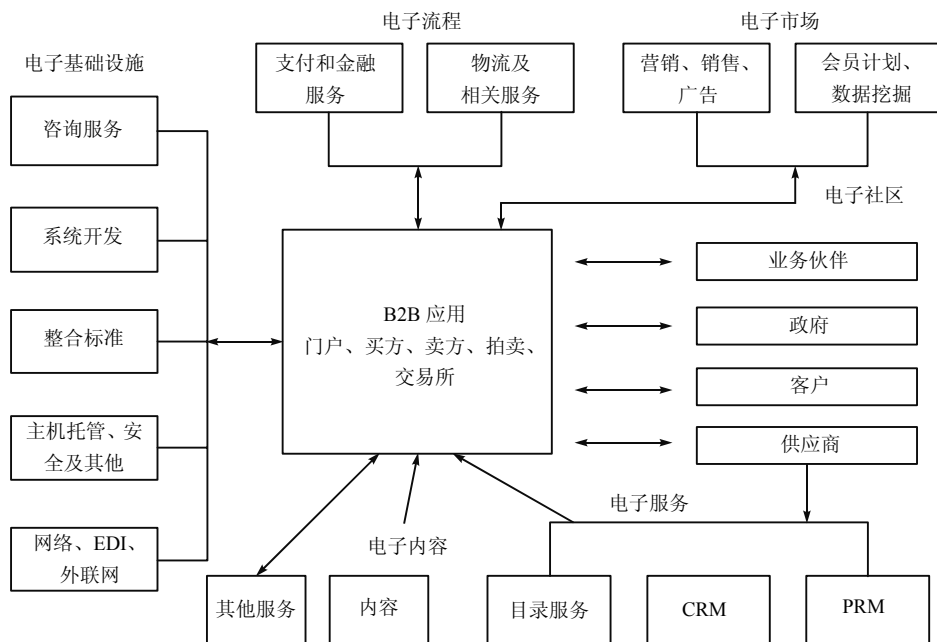 电子流程
电子市场
电子基础设施
支付和金融
服务
物流及
相关服务
营销、销售、
广告
会员计划、
数据挖掘
咨询服务
电子社区
系统开发
业务伙伴
B2B 应用
门户、买方、卖方、拍卖、
交易所
整合标准
政府
客户
主机托管、安
全及其他
供应商
电子服务
网络、EDI、
外联网
电子内容
其他服务
内容
目录服务
CRM
PRM